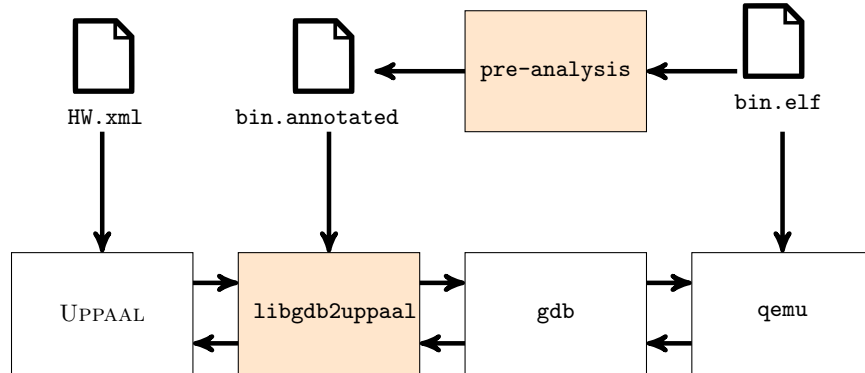 pre-analysis
HW.xml
bin.annotated
bin.elf
UPPAAL
libgdb2uppaal
gdb
qemu